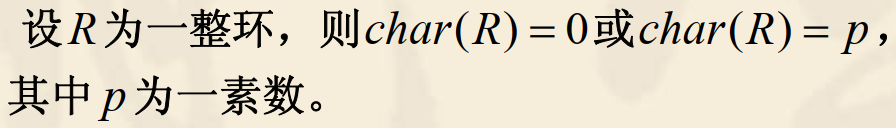 设R为一整环，则char(R) = 0或char(R) = p，
其中p为一素数。